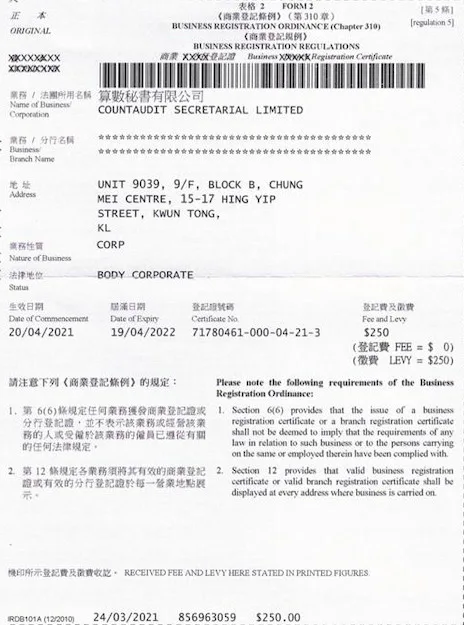 正 本
ORIGINAL
表格 2 FORM 2
[第 5 條]
《商業登記條例》(第 310 章)
BUSINESS REGISTRATION ORDINANCE (Chapter 310)
[regulation 5]
《商業登記規例》
BUSINESS REGISTRATION REGULATIONS
商業 登記證 Business Registration Certificate
業務 / 法團所用名稱
Name of Business/
Corporation
算數秘書有限公司
COUNTAUDIT SECRETARIAL LIMITED
業務 / 分行名稱
Business/
Branch Name
************************************
************************************
地 址
Address
UNIT 9039, 9/F, BLOCK B, CHUNG
MEI CENTRE, 15-17 HING YIP
STREET, KWUN TONG,
KL
業務性質
Nature of Business
CORP
法律地位
Status
BODY CORPORATE
生效日期 屆滿日期 登記證號碼 登記費及徵費
Date of Commencement Date of Expiry Certificate No. Fee and Levy
20/04/2021 19/04/2022 71780461-000-04-21-3 $250
(登記費 FEE = $ 0)
(徵費 LEVY = $250)
請注意下列《商業登記條例》的規定:
1. 第 6(6)條規定任何業務獲發商業登記證或
分行登記證,並不表示該業務或經營該業
務的人或受僱於該業務的僱員已遵從有關
的任何法律規定。
2. 第 12 條規定各業務須將其有效的商業登記
證或有效的分行登記證於每一營業地點展
示。
Please note the following requirements of the Business
Registration Ordinance:
1. Section 6(6) provides that the issue of a business
registration certificate or a branch registration certificate
shall not be deemed to imply that the requirements of any
law in relation to such business or to the persons carrying
on the same or employed therein have been complied with.
2. Section 12 provides that valid business registration
certificate or valid branch registration certificate shall be
displayed at every address where business is carried on.
機印所示登記費及徵費收訖。 RECEIVED FEE AND LEVY HERE STATED IN PRINTED FIGURES.
IRDB101A (12/2010) 24/03/2021 856963059 $250.00